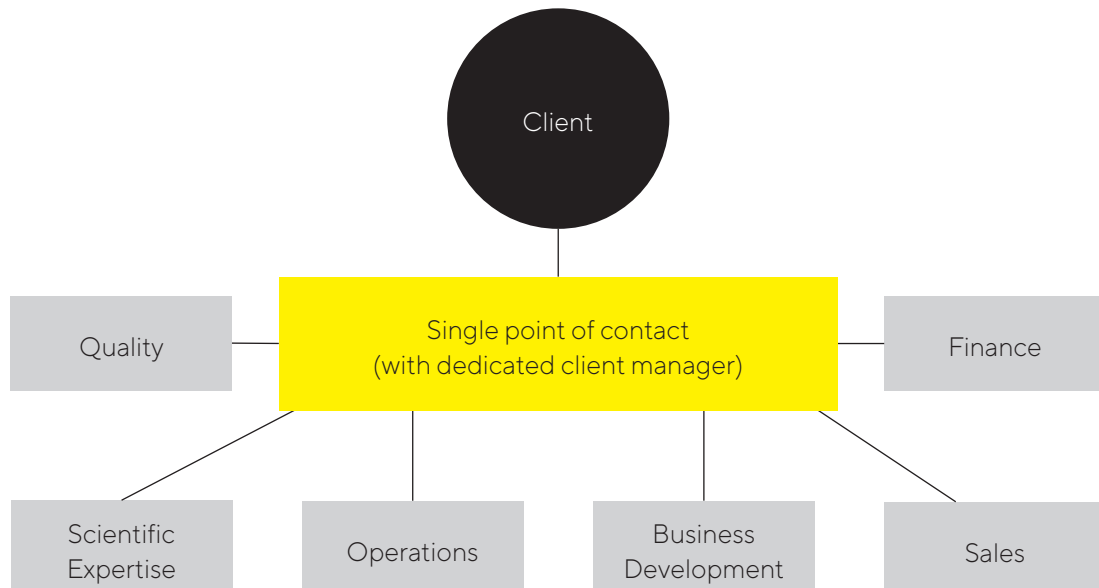 Client
Quality
Single point of contact
(with dedicated client manager)
Finance
Scientific
Expertise
Operations
Business
Development
Sales